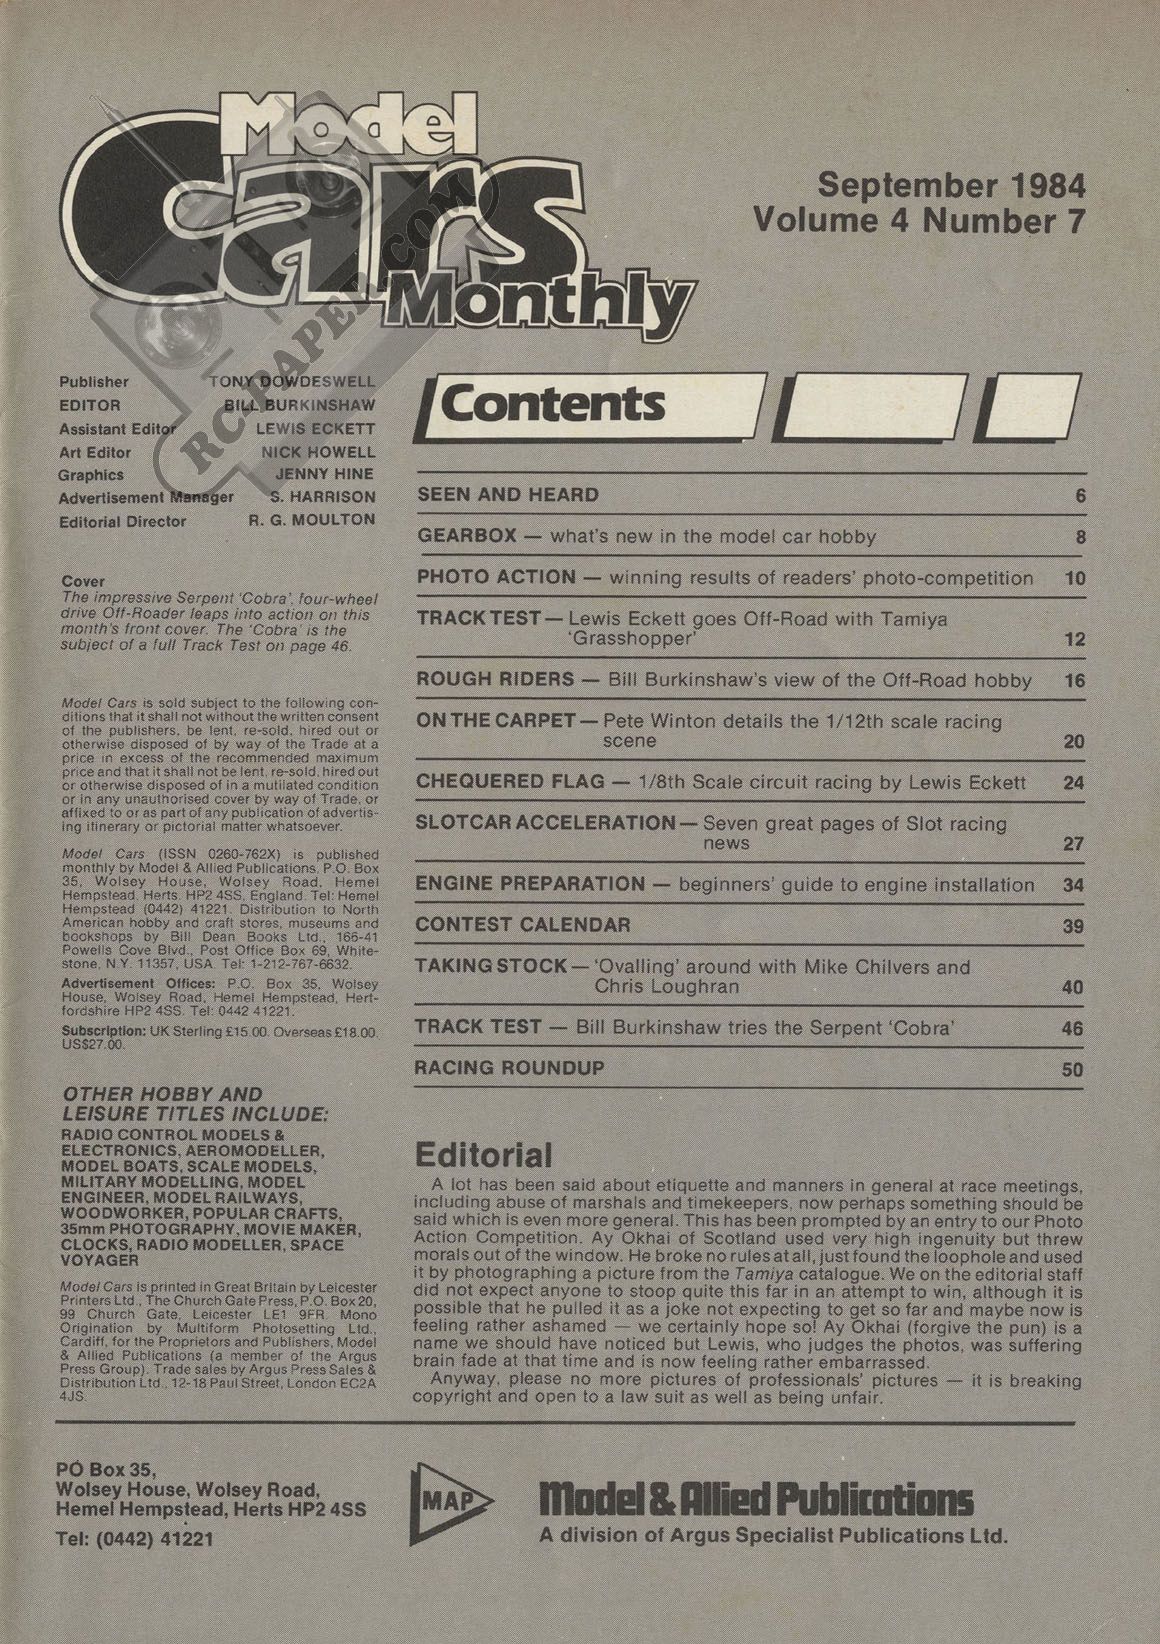 Model
Cars
Monthly
RC-PAPER.COM
September 1984
Volume 4 Number 7
Publisher TONY DOWDESWELL
EDITOR BILL BURKINSHAW
Assistant Editor LEWIS ECKETT
Art Editor NICK HOWELL
Graphics JENNY HINE
Advertisement Manager S. HARRISON
Editorial Director R. G. MOULTON
Cover
The impressive Serpent ‘Cobra’, four-wheel
drive Off-Roader leaps into action on this
month's front cover. The ‘Cobra’ is the
subject of a full Track Test on page 46.
Model Cars is sold subject to the following con-
ditions that it shall not without the written consent
of the publishers, be lent, re-sold, hired out or
otherwise disposed of by way of the Trade at a
price in excess of the recommended maximum
price and that it shall not be lent, re-sold, hired out
or otherwise disposed of in a mutilated condition
or in any unauthorised cover by way of Trade, or
affixed to or as part of any publication of advertis-
ing itinerary or pictorial matter whatsoever.
Model Cars (ISSN 0260-762X) is published
monthly by Model & Allied Publications, P.O. Box
35, Wolsey House, Wolsey Road, Hemel
Hempstead, Herts. HP2 4SS, England. Tel: Hemel
Hempstead (0442) 41221. Distribution to North
American hobby and craft stores, museums and
bookshops by Bill Dean Books Ltd., 166-41
Powells Cove Blvd., Post Office Box 69, White-
stone, N.Y. 11357, USA. Tel: 1-212-767-6632.
Advertisement Offices: P.O. Box 35, Wolsey
House, Wolsey Road, Hemel Hempstead, Hert-
fordshire HP2 4SS. Tel: 0442 41221.
Subscription: UK Sterling £15.00. Overseas £18.00.
US$27.00.
OTHER HOBBY AND
LEISURE TITLES INCLUDE:
RADIO CONTROL MODELS &
ELECTRONICS, AEROMODELLER,
MODEL BOATS, SCALE MODELS,
MILITARY MODELLING, MODEL
ENGINEER, MODEL RAILWAYS,
WOODWORKER, POPULAR CRAFTS,
35mm PHOTOGRAPHY, MOVIE MAKER,
CLOCKS, RADIO MODELLER, SPACE
VOYAGER
Model Cars is printed in Great Britain by Leicester
Printers Ltd., The Church Gate Press, P.O. Box 20,
99 Church Gate, Leicester LE1 9FR. Mono
Origination by Multiform Photosetting Ltd.,
Cardiff, for the Proprietors and Publishers, Model
& Allied Publications (a member of the Argus
Press Group). Trade sales by Argus Press Sales &
Distribution Ltd., 12-18 Paul Street, London EC2A
4JS.
Contents
SEEN AND HEARD 6
GEARBOX — what's new in the model car hobby 8
PHOTO ACTION — winning results of readers' photo-competition 10
TRACK TEST — Lewis Eckett goes Off-Road with Tamiya
‘Grasshopper’ 12
ROUGH RIDERS — Bill Burkinshaw's view of the Off-Road hobby 16
ON THE CARPET — Pete Winton details the 1/12th scale racing
scene 20
CHEQUERED FLAG — 1/8th Scale circuit racing by Lewis Eckett 24
SLOTCAR ACCELERATION — Seven great pages of Slot racing
news 27
ENGINE PREPARATION — beginners' guide to engine installation 34
CONTEST CALENDAR 39
TAKING STOCK — ‘Ovalling’ around with Mike Chilvers and
Chris Loughran 40
TRACK TEST — Bill Burkinshaw tries the Serpent ‘Cobra’ 46
RACING ROUNDUP 50
Editorial
A lot has been said about etiquette and manners in general at race meetings,
including abuse of marshals and timekeepers, now perhaps something should be
said which is even more general. This has been prompted by an entry to our Photo
Action Competition. Ay Okhai of Scotland used very high ingenuity but threw
morals out of the window. He broke no rules at all, just found the loophole and used
it by photographing a picture from the Tamiya catalogue. We on the editorial staff
did not expect anyone to stoop quite this far in an attempt to win, although it is
possible that he pulled it as a joke not expecting to get so far and maybe now is
feeling rather ashamed — we certainly hope so! Ay Okhai (forgive the pun) is a
name we should have noticed but Lewis, who judges the photos, was suffering
brain fade at that time and is now feeling rather embarrassed.
Anyway, please no more pictures of professionals' pictures — it is breaking
copyright and open to a law suit as well as being unfair.
PO Box 35,
Wolsey House, Wolsey Road,
Hemel Hempstead, Herts HP2 4SS
Tel: (0442) 41221
MAP
Model & Allied Publications
A division of Argus Specialist Publications Ltd.